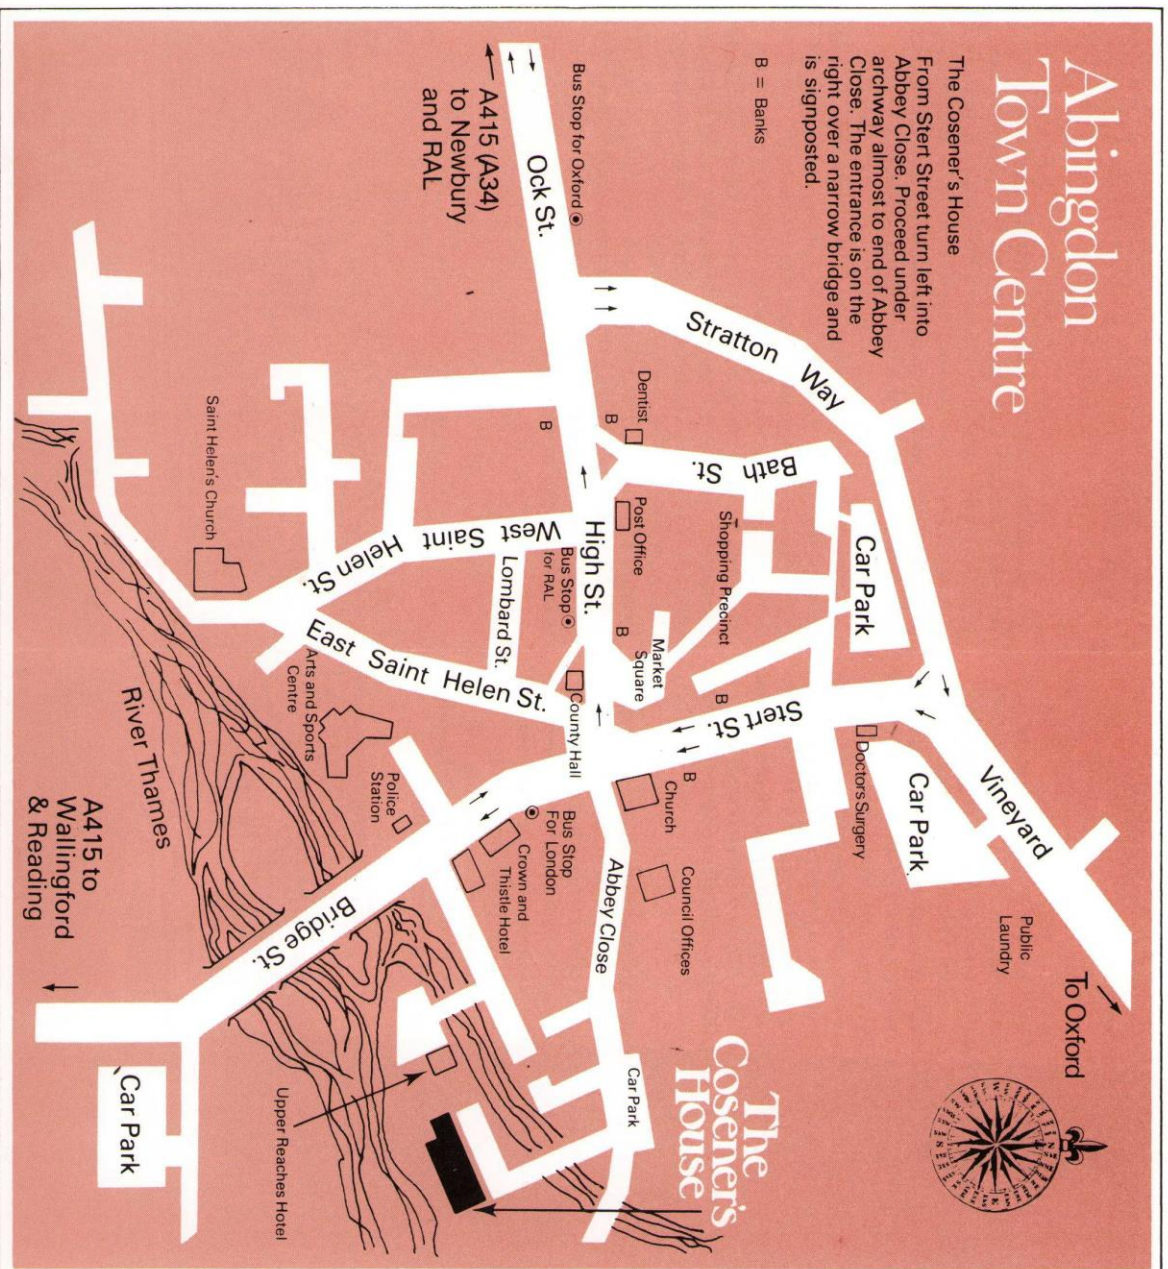 Abingdon
Town Centre
The Cosener's House
From Stert Street turn left into
Abbey Close. Proceed under
archway almost to end of Abbey
Close. The entrance is on the
right over a narrow bridge and
is signposted.
B = Banks
Bus Stop for Oxford
Ock St.
A415 (A34)
to Newbury
and RAL
Stratton Way
Dentist
B
B
Bath St.
Post Office
Shopping Precinct
Car Park
High St.
West Saint Helen St.
Bus Stop
for RAL
Lombard St.
B
Market
Square
B
Stert St.
Saint Helen's Church
East Saint Helen St.
County Hall
Arts and Sports
Centre
River Thames
Police
Station
Doctors Surgery
Car Park
Vineyard
B
Church
Council Offices
Abbey Close
Bus Stop
For London
Crown and
Thistle Hotel
Bridge St.
A415 to
Wallingford
& Reading
Public
Laundry
To Oxford
The
Cosener's
House
Car Park
Upper Reaches Hotel
Car Park